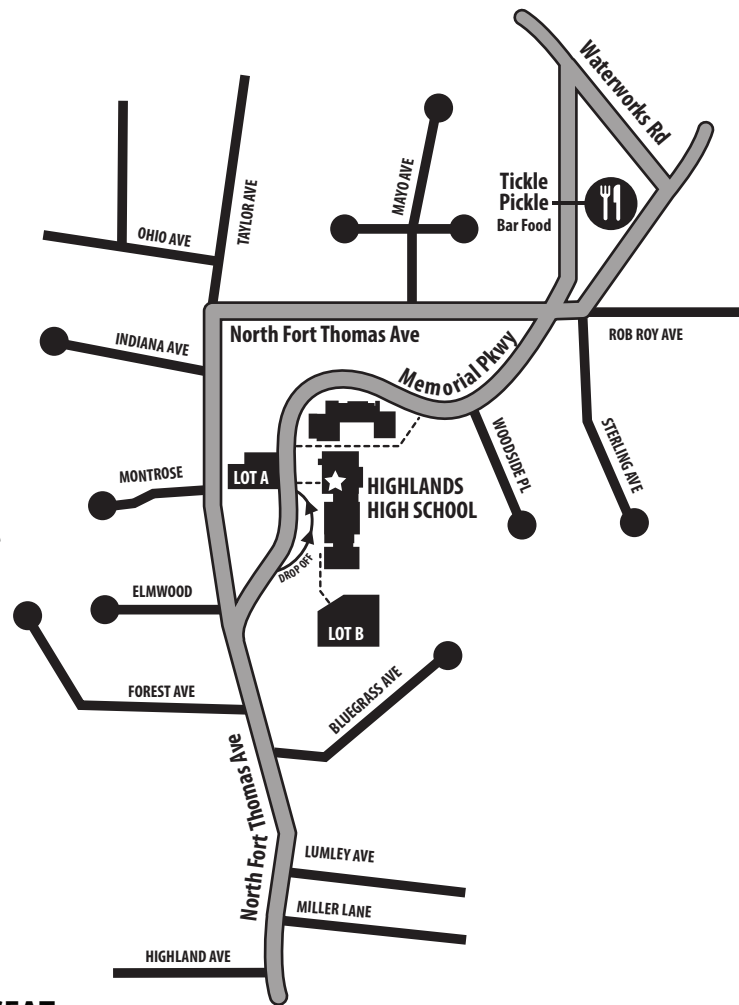 Waterworks Rd
Tickle
Pickle
Bar Food
MAYO AVE
TAYLOR AVE
OHIO AVE
North Fort Thomas Ave
ROB ROY AVE
INDIANA AVE
Memorial Pkwy
WOODSIDE PL
STERLING AVE
MONTROSE
LOT A
HIGHLANDS
HIGH SCHOOL
DROP OFF
ELMWOOD
LOT B
FOREST AVE
BLUEGRASS AVE
North Fort Thomas Ave
LUMLEY AVE
MILLER LANE
HIGHLAND AVE